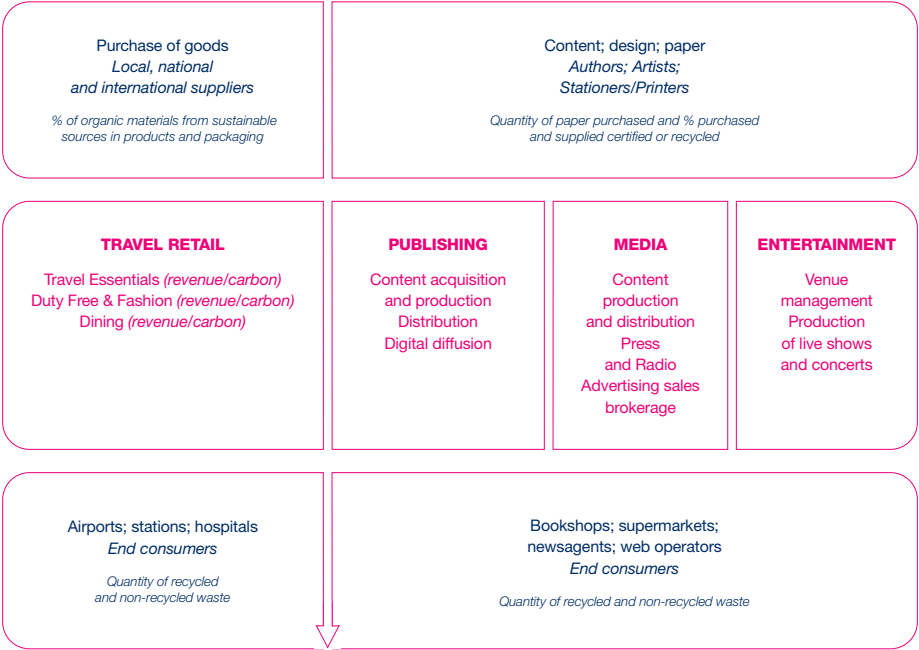 Purchase of goods
Local, national
and international suppliers
% of organic materials from sustainable
sources in products and packaging
Content; design; paper
Authors; Artists;
Stationers/Printers
Quantity of paper purchased and % purchased
and supplied certified or recycled
TRAVEL RETAIL
Travel Essentials (revenue/carbon)
Duty Free & Fashion (revenue/carbon)
Dining (revenue/carbon)
PUBLISHING
Content acquisition
and production
Distribution
Digital diffusion
MEDIA
Content
production
and distribution
Press
and Radio
Advertising sales
brokerage
ENTERTAINMENT
Venue
management
Production
of live shows
and concerts
Airports; stations; hospitals
End consumers
Quantity of recycled
and non-recycled waste
Bookshops; supermarkets;
newsagents; web operators
End consumers
Quantity of recycled and non-recycled waste